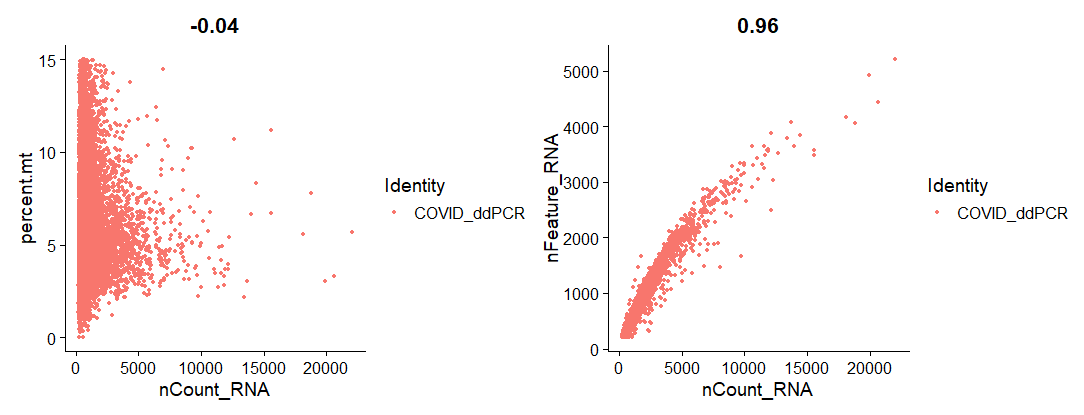 -0.04
percent.mt
15
10
5
0
0 5000 10000 15000 20000
nCount_RNA
Identity
COVID_ddPCR
0.96
nFeature_RNA
5000
4000
3000
2000
1000
0
0 5000 10000 15000 20000
nCount_RNA
Identity
COVID_ddPCR